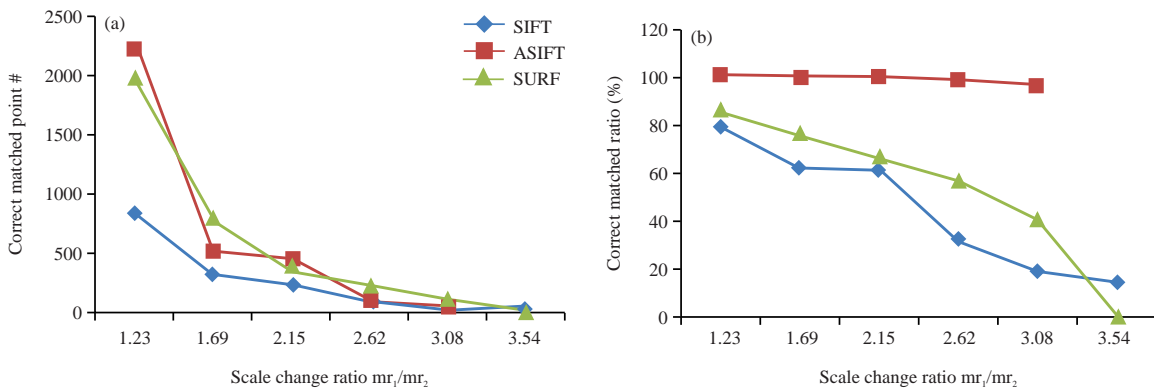 (a)
2500
2000
1500
1000
500
0
Correct matched point #
1.23 1.69 2.15 2.62 3.08 3.54
Scale change ratio mr₁/mr₂
SIFT
ASIFT
SURF
(b)
120
100
80
60
40
20
0
Correct matched ratio (%)
1.23 1.69 2.15 2.62 3.08 3.54
Scale change ratio mr₁/mr₂